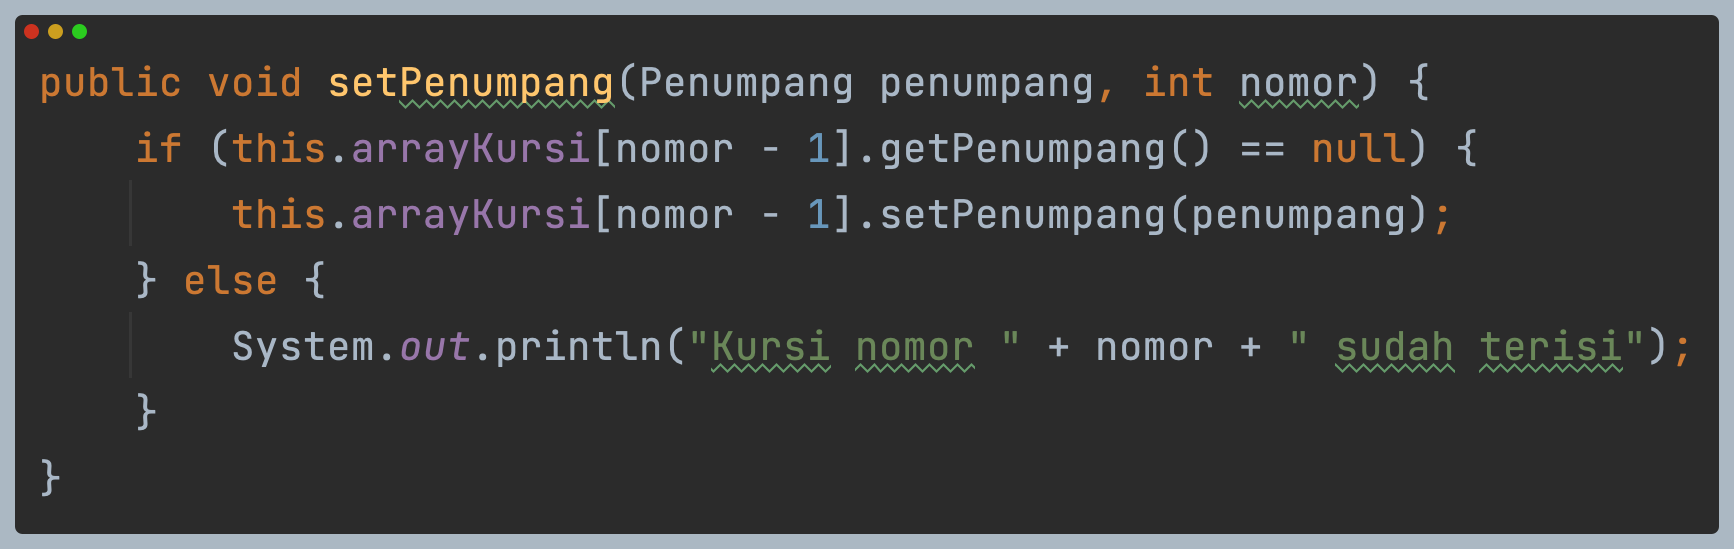 public void setPenumpang(Penumpang penumpang, int nomor) {
    if (this.arrayKursi[nomor - 1].getPenumpang() == null) {
        this.arrayKursi[nomor - 1].setPenumpang(penumpang);
    } else {
        System.out.println("Kursi nomor " + nomor + " sudah terisi");
    }
}